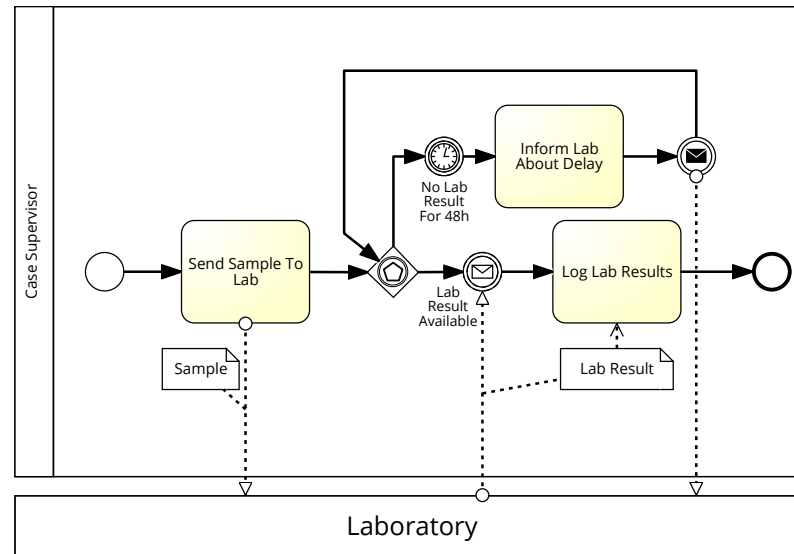 Case Supervisor
Send Sample To
Lab
No Lab
Result
For 48h
Inform Lab
About Delay
Lab
Result
Available
Log Lab Results
Sample
Lab Result
Laboratory